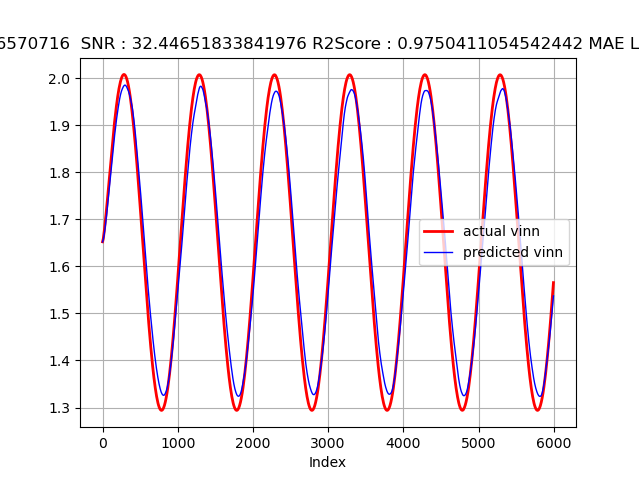 6570716 SNR : 32.44651833841976 R2Score : 0.9750411054542442 MAE L
2.0
1.9
1.8
1.7
1.6
1.5
1.4
1.3
actual vinn
predicted vinn
0 1000 2000 3000 4000 5000 6000
Index